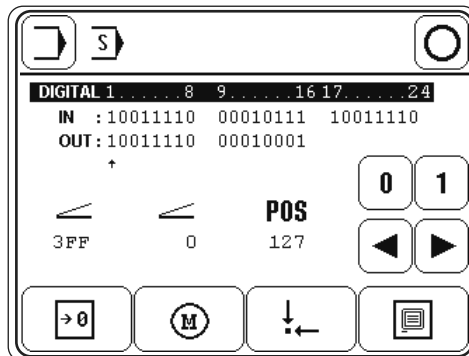 S
DIGITAL 1......8 9......16 17......24
IN :10011110 00010111 10011110
OUT:10011110 00010001
0 1
POS
3FF 0 127
→0 M